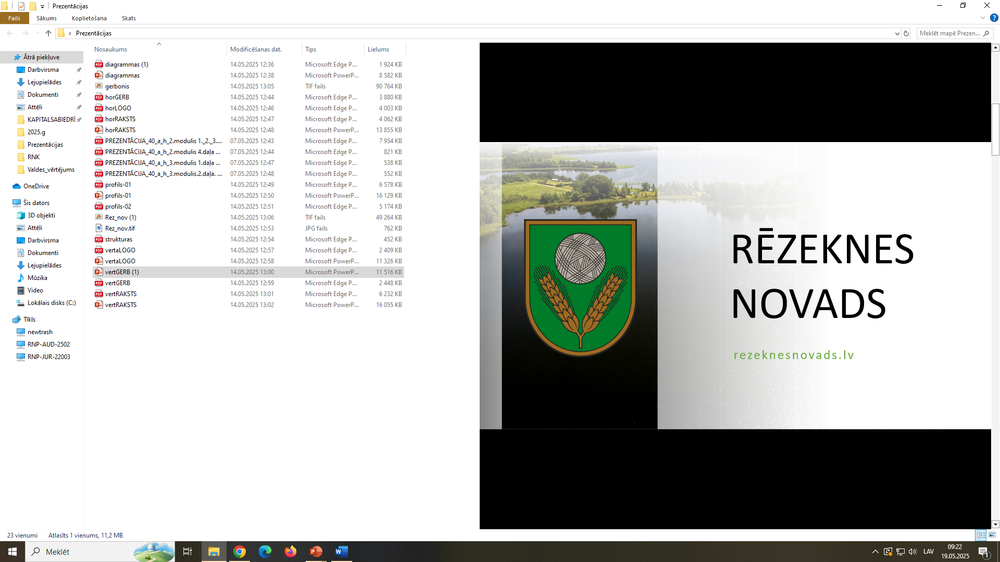 Prezentācijas
Fails Sākums Koplietošana Skats
Prezentācijas
Meklēt mapē Prezen...
Nosaukums Modificēšanas dat. Tips Lielums
diagrammas (1) 14.05.2025 12:36 Microsoft Edge P... 1 924 KB
diagrammas 14.05.2025 12:38 Microsoft PowerP... 8 582 KB
gerbonis 14.05.2025 13:05 TIF fails 90 764 KB
horGERB 14.05.2025 12:44 Microsoft Edge P... 3 880 KB
horLOGO 14.05.2025 12:46 Microsoft Edge P... 4 003 KB
horRAKSTS 14.05.2025 12:47 Microsoft Edge P... 4 062 KB
horRAKSTS 14.05.2025 12:48 Microsoft PowerP... 13 855 KB
PREZENTĀCIJA_40_a_h_2.modulis 1._2._3.... 07.05.2025 12:43 Microsoft Edge P... 7 954 KB
PREZENTĀCIJA_40_a_h_2.modulis 4.daļa ... 07.05.2025 12:44 Microsoft Edge P... 821 KB
PREZENTĀCIJA_40_a_h_3.modulis 1.daļa ... 07.05.2025 12:47 Microsoft Edge P... 538 KB
PREZENTĀCIJA_40_a_h_3.modulis.2.daļa. ... 07.05.2025 12:48 Microsoft Edge P... 552 KB
profils-01 14.05.2025 12:49 Microsoft Edge P... 6 578 KB
profils-01 14.05.2025 12:50 Microsoft PowerP... 16 129 KB
profils-02 14.05.2025 12:51 Microsoft Edge P... 5 174 KB
Rez_nov (1) 14.05.2025 13:06 TIF fails 49 264 KB
Rez_nov.tif 14.05.2025 12:53 JPG fails 762 KB
strukturas 14.05.2025 12:54 Microsoft Edge P... 452 KB
vertaLOGO 14.05.2025 12:57 Microsoft Edge P... 2 409 KB
vertaLOGO 14.05.2025 12:58 Microsoft PowerP... 11 326 KB
vertGERB (1) 14.05.2025 13:00 Microsoft PowerP... 11 516 KB
vertGERB 14.05.2025 12:59 Microsoft Edge P... 2 448 KB
vertRAKSTS 14.05.2025 13:01 Microsoft Edge P... 6 232 KB
vertRAKSTS 14.05.2025 13:02 Microsoft PowerP... 16 055 KB
Ātrā piekļuve
Darbvirsma
Lejupielādes
Dokumenti
Attēli
KAPITALSABIEDRĪ
2025.g
Prezentācijas
RNK
Valdes_vērtējums
OneDrive
Šis dators
3D objekti
Attēli
Darbvirsma
Dokumenti
Lejupielādes
Mūzika
Video
Lokālais disks (C:)
Tīkls
newtrash
RNP-AUD-2502
RNP-JUR-22003
RĒZEKNES
NOVADS
rezeknesnovads.lv
23 vienumi Atlasīts 1 vienums, 11,2 MB
Meklēt
LAV
09:22
19.05.2025
1